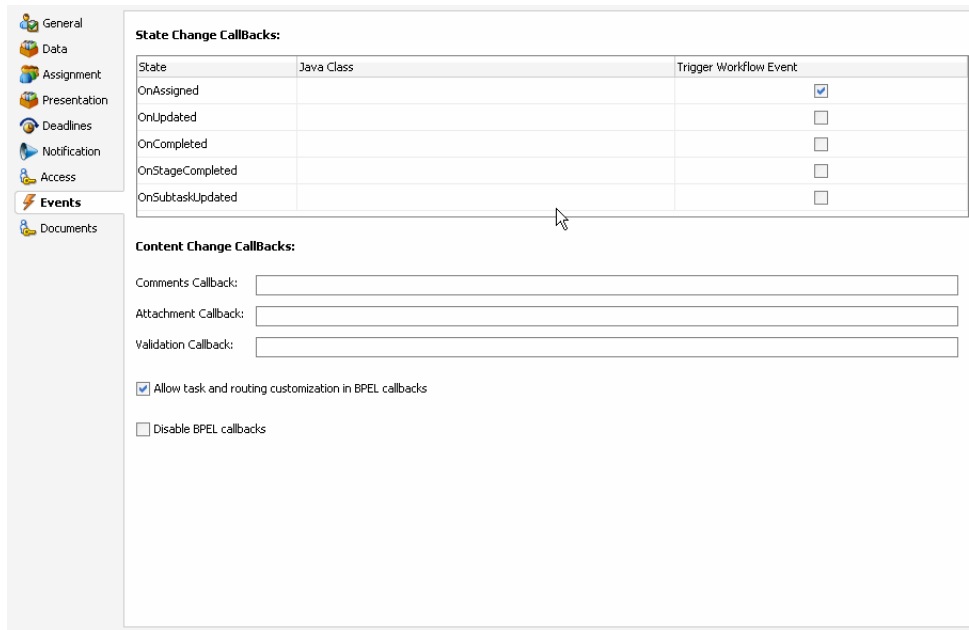 General
Data
Assignment
Presentation
Deadlines
Notification
Access
Events
Documents
State Change CallBacks:
State Java Class Trigger Workflow Event
OnAssigned
OnUpdated
OnCompleted
OnStageCompleted
OnSubtaskUpdated
Content Change CallBacks:
Comments Callback:
Attachment Callback:
Validation Callback:
Allow task and routing customization in BPEL callbacks
Disable BPEL callbacks